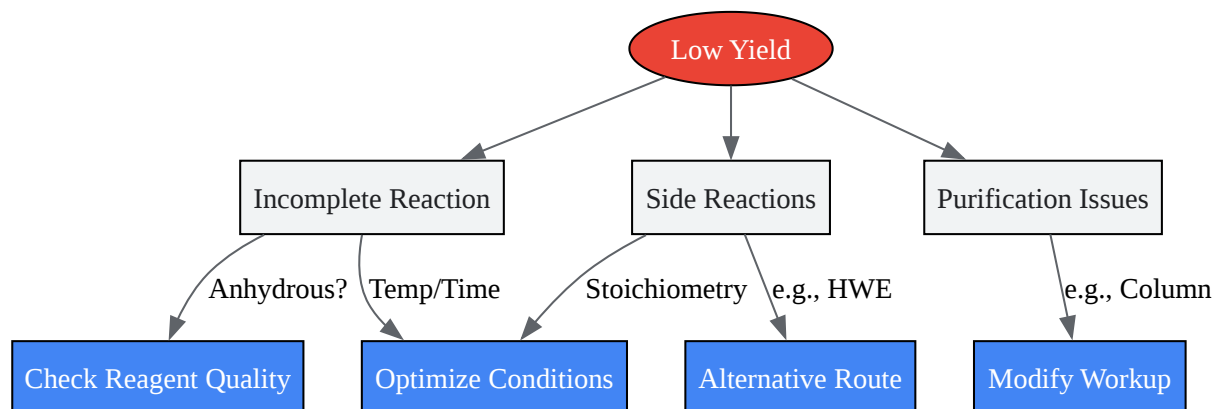 Low Yield
Incomplete Reaction
Side Reactions
Purification Issues
Anhydrous?
Temp/Time
Stoichiometry
e.g., HWE
e.g., Column
Check Reagent Quality
Optimize Conditions
Alternative Route
Modify Workup